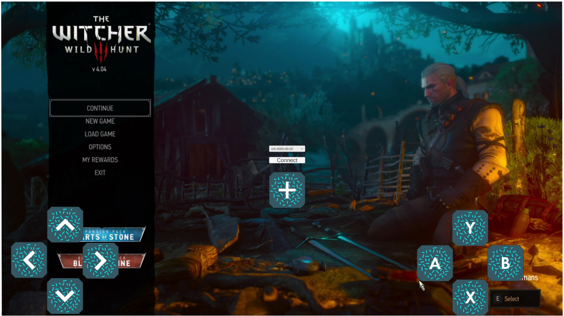 THE
WITCHER
WILD HUNT
v 4.04
CONTINUE
NEW GAME
LOAD GAME
OPTIONS
MY REWARDS
EXIT
Connect
ARTS OF STONE
Y
A
B
X
E Select